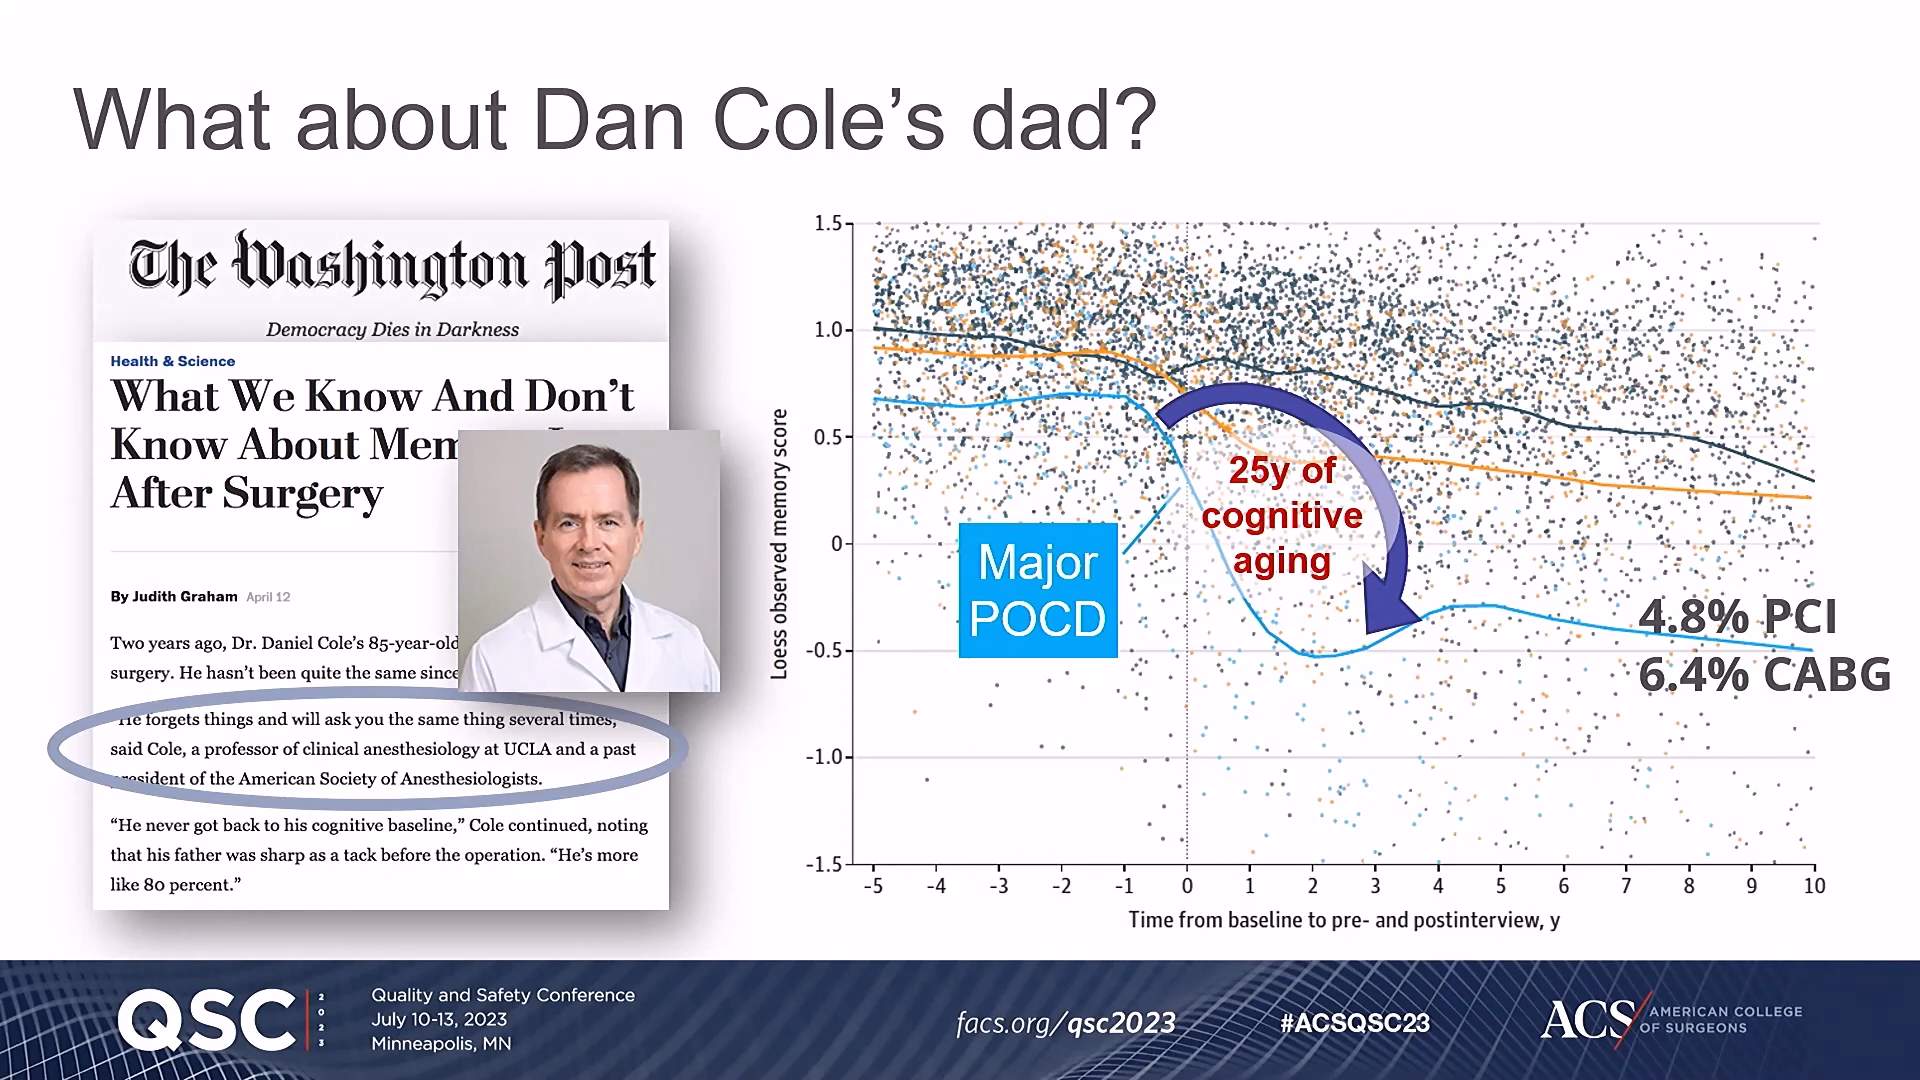 What about Dan Cole's dad?
The Washington Post
Democracy Dies in Darkness
Health & Science
What We Know And Don't
Know About
After Surgery
By Judith Graham April 12
Two years ago, Dr. Daniel Cole's 85-year-old
surgery. He hasn't been quite the same since
He forgets things and will ask you the same thing several times,
said Cole, a professor of clinical anesthesiology at UCLA and a past
president of the American Society of Anesthesiologists.
“He never got back to his cognitive baseline,” Cole continued, noting
that his father was sharp as a tack before the operation. “He's more
like 80 percent.”
Loess observed memory score
1.5
1.0
0.5
0
-0.5
-1.0
-1.5
-5 -4 -3 -2 -1 0 1 2 3 4 5 6 7 8 9 10
Time from baseline to pre- and postinterview, y
Major
POCD
25y of
cognitive
aging
4.8% PCI
6.4% CABG
QSC 2023
Quality and Safety Conference
July 10-13, 2023
Minneapolis, MN
facs.org/qsc2023
#ACSQSC23
ACS
AMERICAN COLLEGE
OF SURGEONS